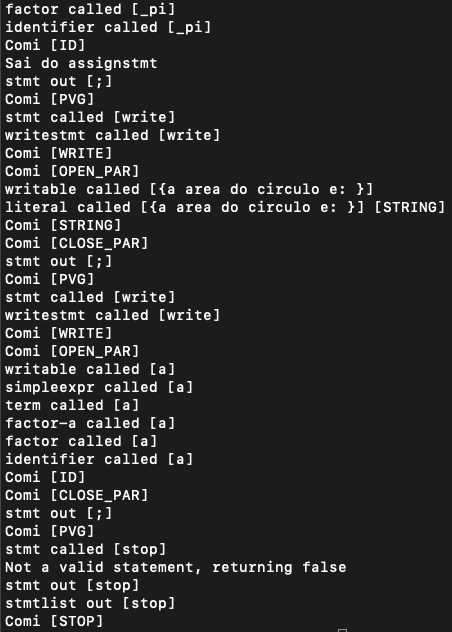 factor called [_pi]
identifier called [_pi]
Comi [ID]
Sai do assignstmt
stmt out [;]
Comi [PVG]
stmt called [write]
writestmt called [write]
Comi [WRITE]
Comi [OPEN_PAR]
writable called [{a area do circulo e: }]
literal called [{a area do circulo e: }] [STRING]
Comi [STRING]
Comi [CLOSE_PAR]
stmt out [;]
Comi [PVG]
stmt called [write]
writestmt called [write]
Comi [WRITE]
Comi [OPEN_PAR]
writable called [a]
simpleexpr called [a]
term called [a]
factor-a called [a]
factor called [a]
identifier called [a]
Comi [ID]
Comi [CLOSE_PAR]
stmt out [;]
Comi [PVG]
stmt called [stop]
Not a valid statement, returning false
stmt out [stop]
stmtlist out [stop]
Comi [STOP]